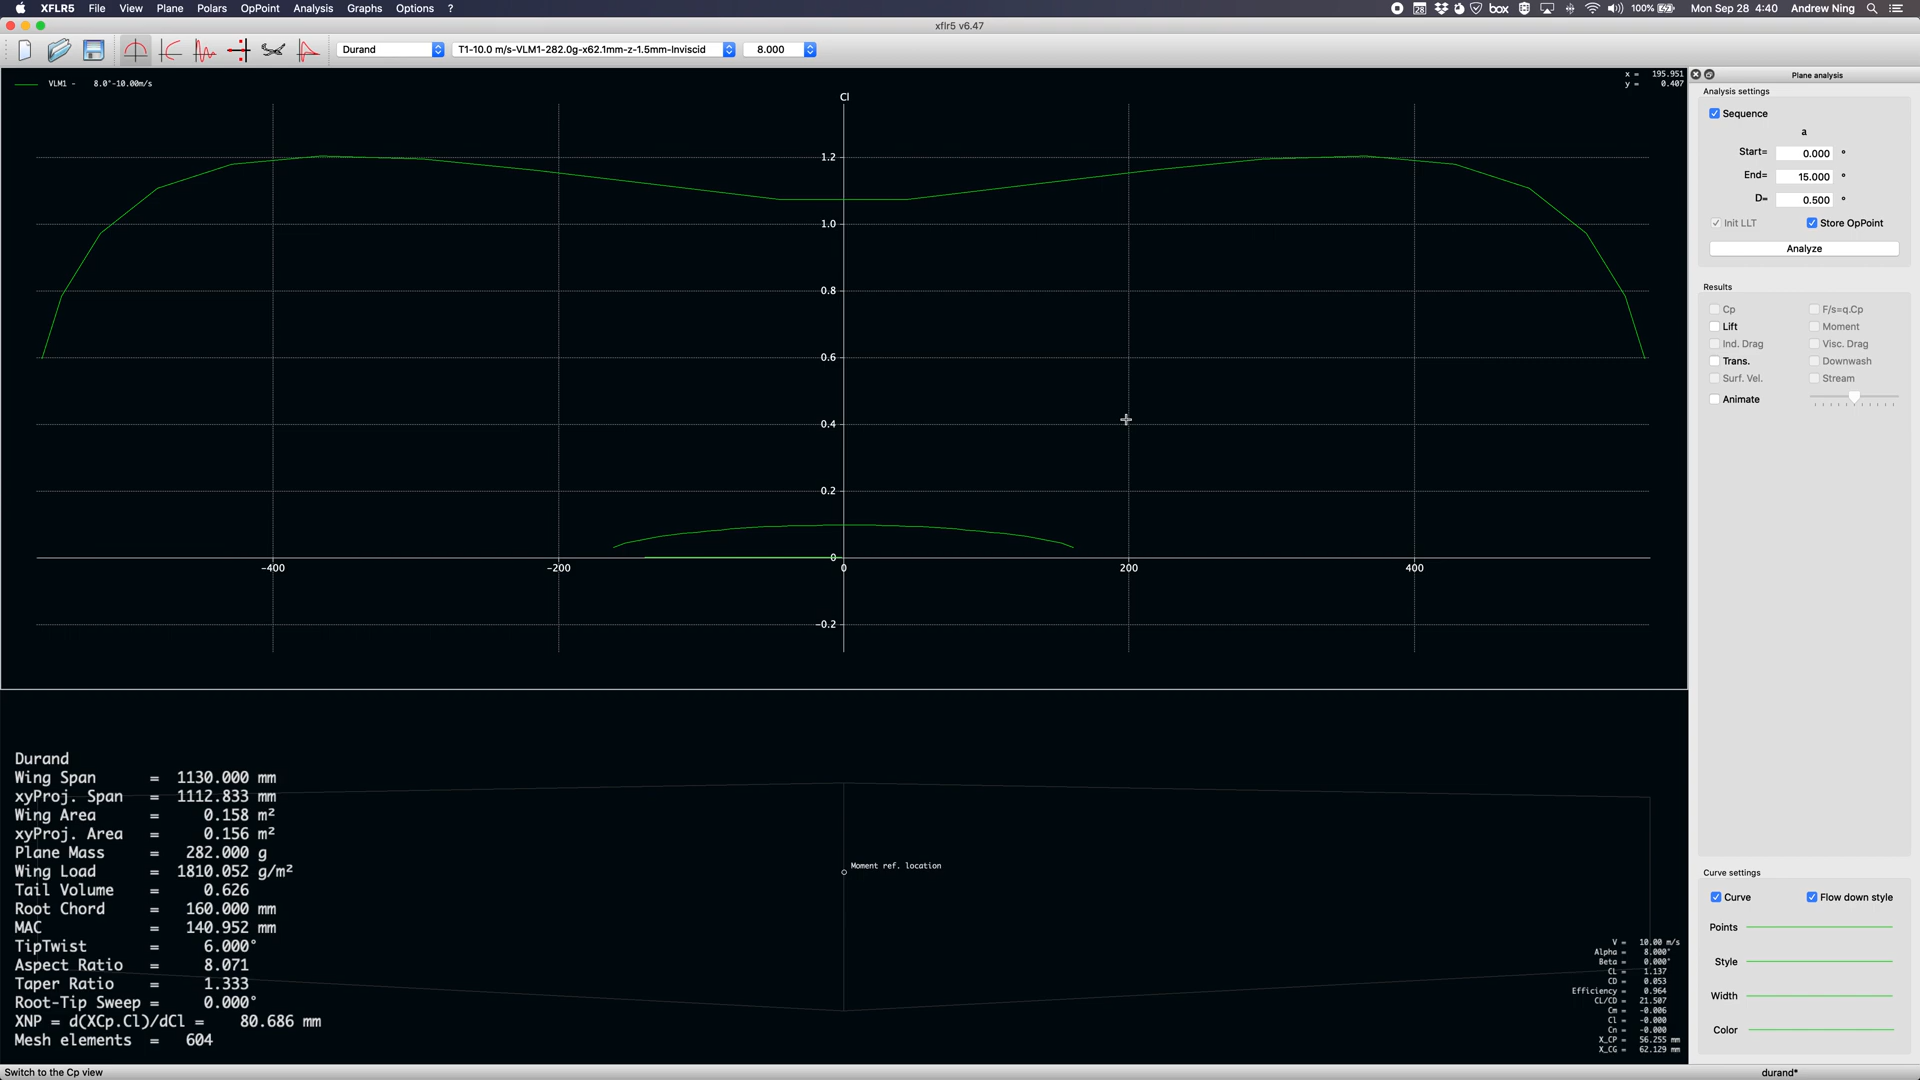 XFLR5 File View Plane Polars OpPoint Analysis Graphs Options ? 28 box 100% Mon Sep 28 4:40 Andrew Ning
xflr5 v6.47
Durand T1-10.0 m/s-VLM1-282.0g-x62.1mm-z-1.5mm-Inviscid 8.000
VLM1 - 8.0°-10.00m/s
x = 195.951
y = 0.407
Cl
1.2
1.0
0.8
0.6
0.4
0.2
0
-400 -200 0 200 400
-0.2
Plane analysis
Analysis settings
Sequence
a
Start= 0.000 °
End= 15.000 °
D= 0.500 °
Init LLT Store OpPoint
Analyze
Results
Cp F/s=q.Cp
Lift Moment
Ind. Drag Visc. Drag
Trans. Downwash
Surf. Vel. Stream
Animate
Durand
Wing Span = 1130.000 mm
xyProj. Span = 1112.833 mm
Wing Area = 0.158 m²
xyProj. Area = 0.156 m²
Plane Mass = 282.000 g
Wing Load = 1810.052 g/m²
Tail Volume = 0.626
Root Chord = 160.000 mm
MAC = 140.952 mm
TipTwist = 6.000°
Aspect Ratio = 8.071
Taper Ratio = 1.333
Root-Tip Sweep = 0.000°
XNP = d(XCp.Cl)/dCl = 80.686 mm
Mesh elements = 604
Moment ref. location
V = 10.00 m/s
Alpha = 8.000°
Beta = 0.000°
CL = 1.137
CD = 0.053
Efficiency = 0.964
CL/CD = 21.507
Cm = -0.006
Cl = -0.000
Cn = -0.000
X_CP = 56.255 mm
X_CG = 62.129 mm
Curve settings
Curve Flow down style
Points
Style
Width
Color
Switch to the Cp view
durand*